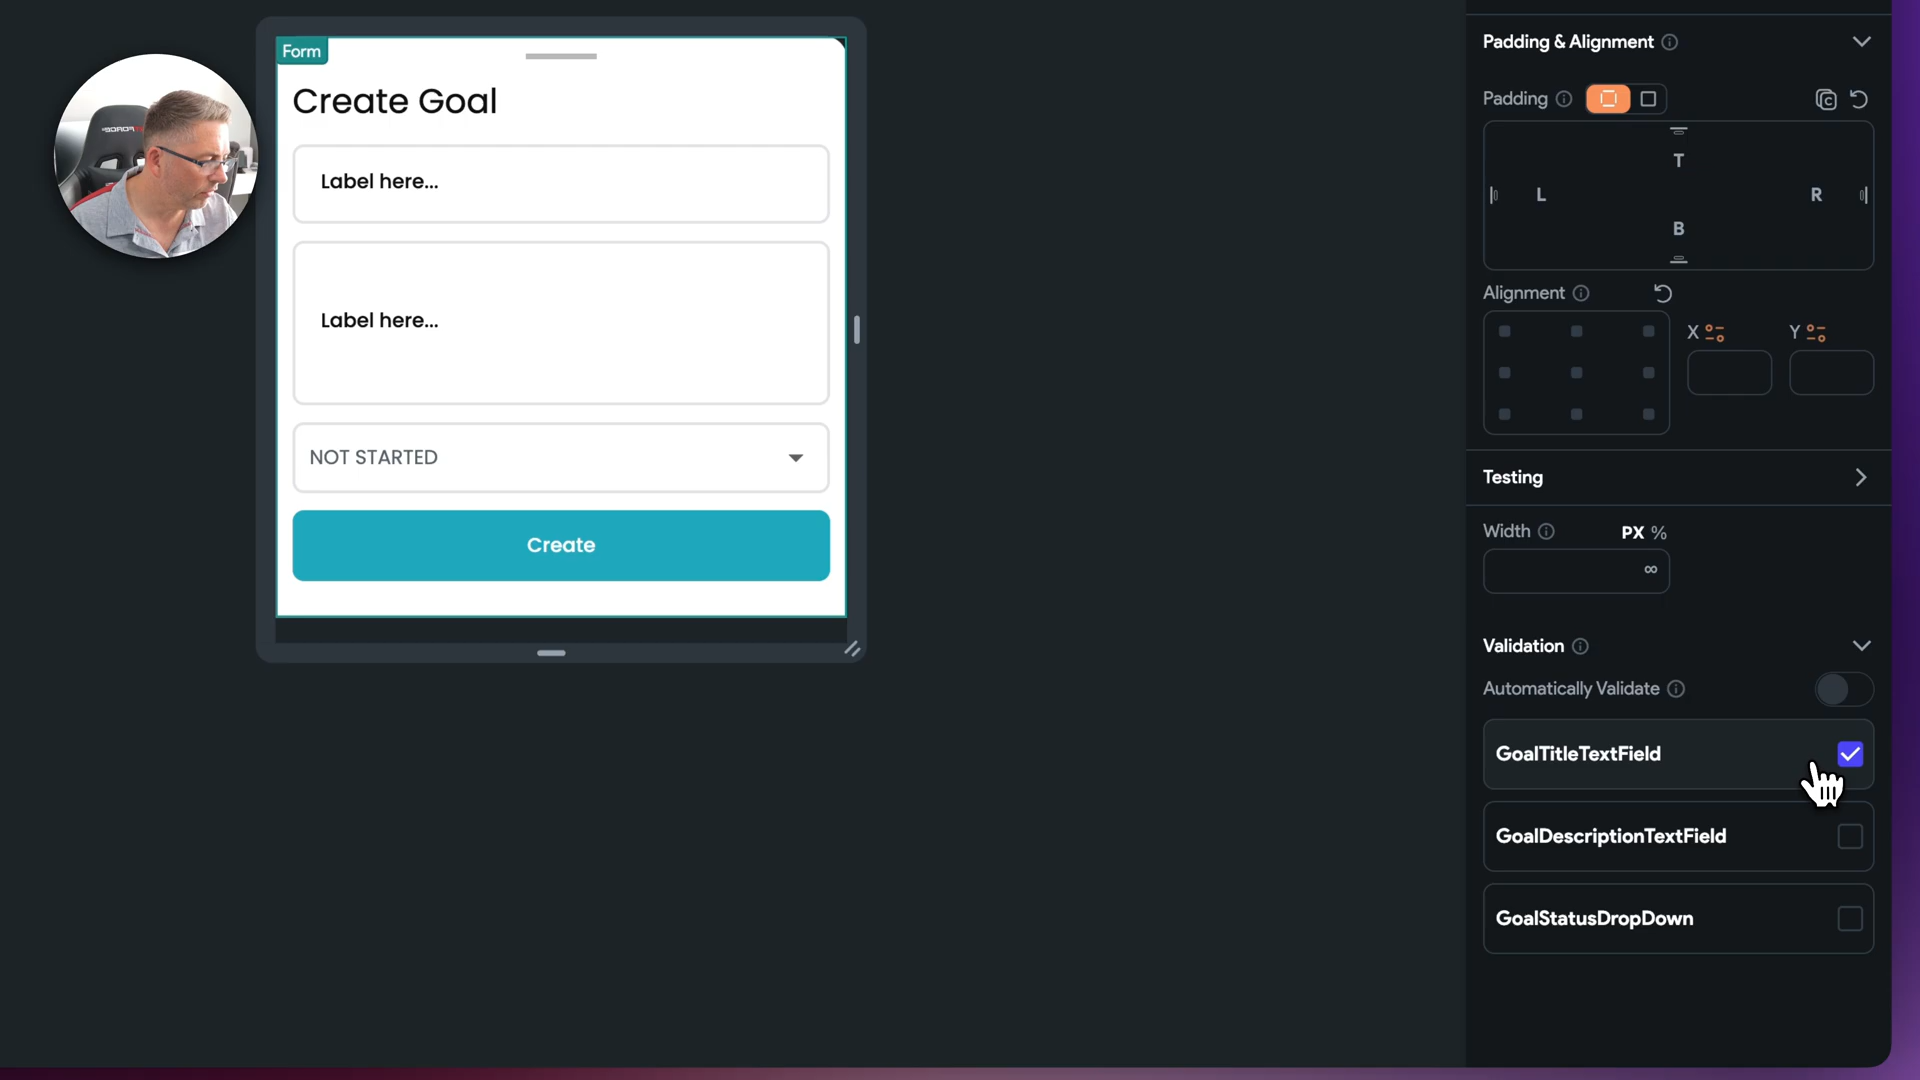 Form
Create Goal
Label here...
Label here...
NOT STARTED
Create
Padding & Alignment
Padding
T
L
R
B
Alignment
X
Y
Testing
Width
PX %
∞
Validation
Automatically Validate
GoalTitleTextField
GoalDescriptionTextField
GoalStatusDropDown